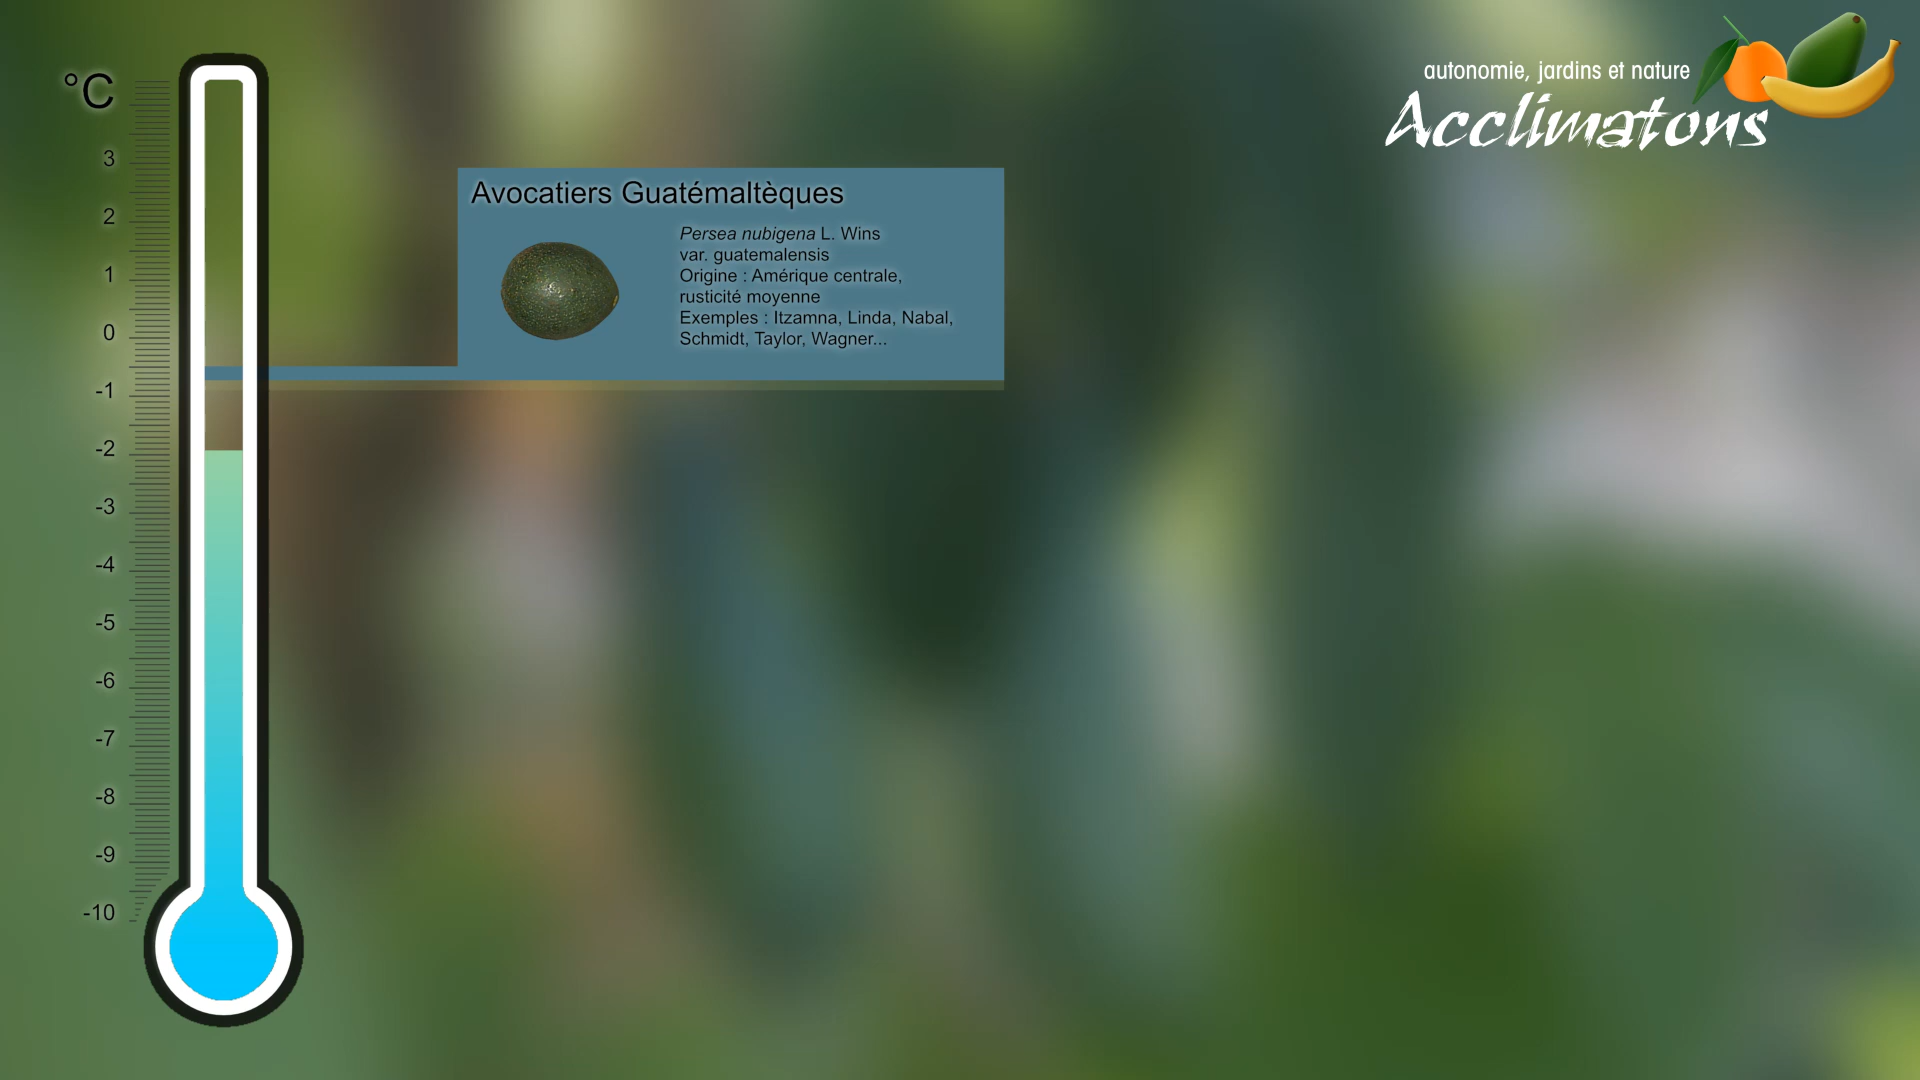 °C
3
2
1
0
-1
-2
-3
-4
-5
-6
-7
-8
-9
-10
Avocatiers Guatémaltèques
Persea nubigena L. Wins
var. guatemalensis
Origine : Amérique centrale,
rusticité moyenne
Exemples : Itzamna, Linda, Nabal,
Schmidt, Taylor, Wagner...
autonomie, jardins et nature
Acclimatons